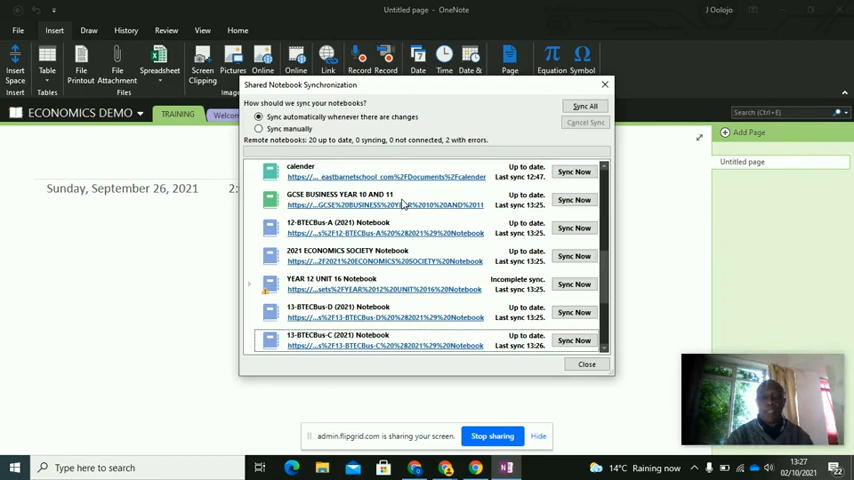 Untitled page - OneNote
J Oolojo
File
Insert
Draw
History
Review
View
Home
Insert Space
Table
File Printout
File Attachment
Spreadsheet
Screen Clipping
Pictures
Online
Online
Link
Record
Record
Date
Time
Date &
Page
Equation
Symbol
Insert
Tables
ECONOMICS DEMO
TRAINING
Welcom
Search (Ctrl+E)
Add Page
Untitled page
Sunday, September 26, 2021
2:
Shared Notebook Synchronization
How should we sync your notebooks?
Sync automatically whenever there are changes
Sync manually
Sync All
Cancel Sync
Remote notebooks: 20 up to date, 0 syncing, 0 not connected, 2 with errors.
calender
https://..._eastbarnetschool_com%2FDocuments%2Fcalender
Up to date.
Last sync 12:47.
Sync Now
GCSE BUSINESS YEAR 10 AND 11
https://...GCSE%20BUSINESS%20YEAR%2010%20AND%2011
Up to date.
Last sync 13:25.
Sync Now
12-BTECBus-A (2021) Notebook
https://...s%2F12-BTECBus-A%20%282021%29%20Notebook
Up to date.
Last sync 13:25.
Sync Now
2021 ECONOMICS SOCIETY Notebook
https://...2F2021%20ECONOMICS%20SOCIETY%20Notebook
Up to date.
Last sync 13:25.
Sync Now
YEAR 12 UNIT 16 Notebook
https://...sets%2FYEAR%2012%20UNIT%2016%20Notebook
Incomplete sync.
Last sync 13:25.
Sync Now
13-BTECBus-D (2021) Notebook
https://...s%2F13-BTECBus-D%20%282021%29%20Notebook
Up to date.
Last sync 13:25.
Sync Now
13-BTECBus-C (2021) Notebook
https://...s%2F13-BTECBus-C%20%282021%29%20Notebook
Up to date.
Last sync 13:26.
Sync Now
Close
admin.flipgrid.com is sharing your screen.
Stop sharing
Hide
Type here to search
14°C Raining now
13:27
02/10/2021
22